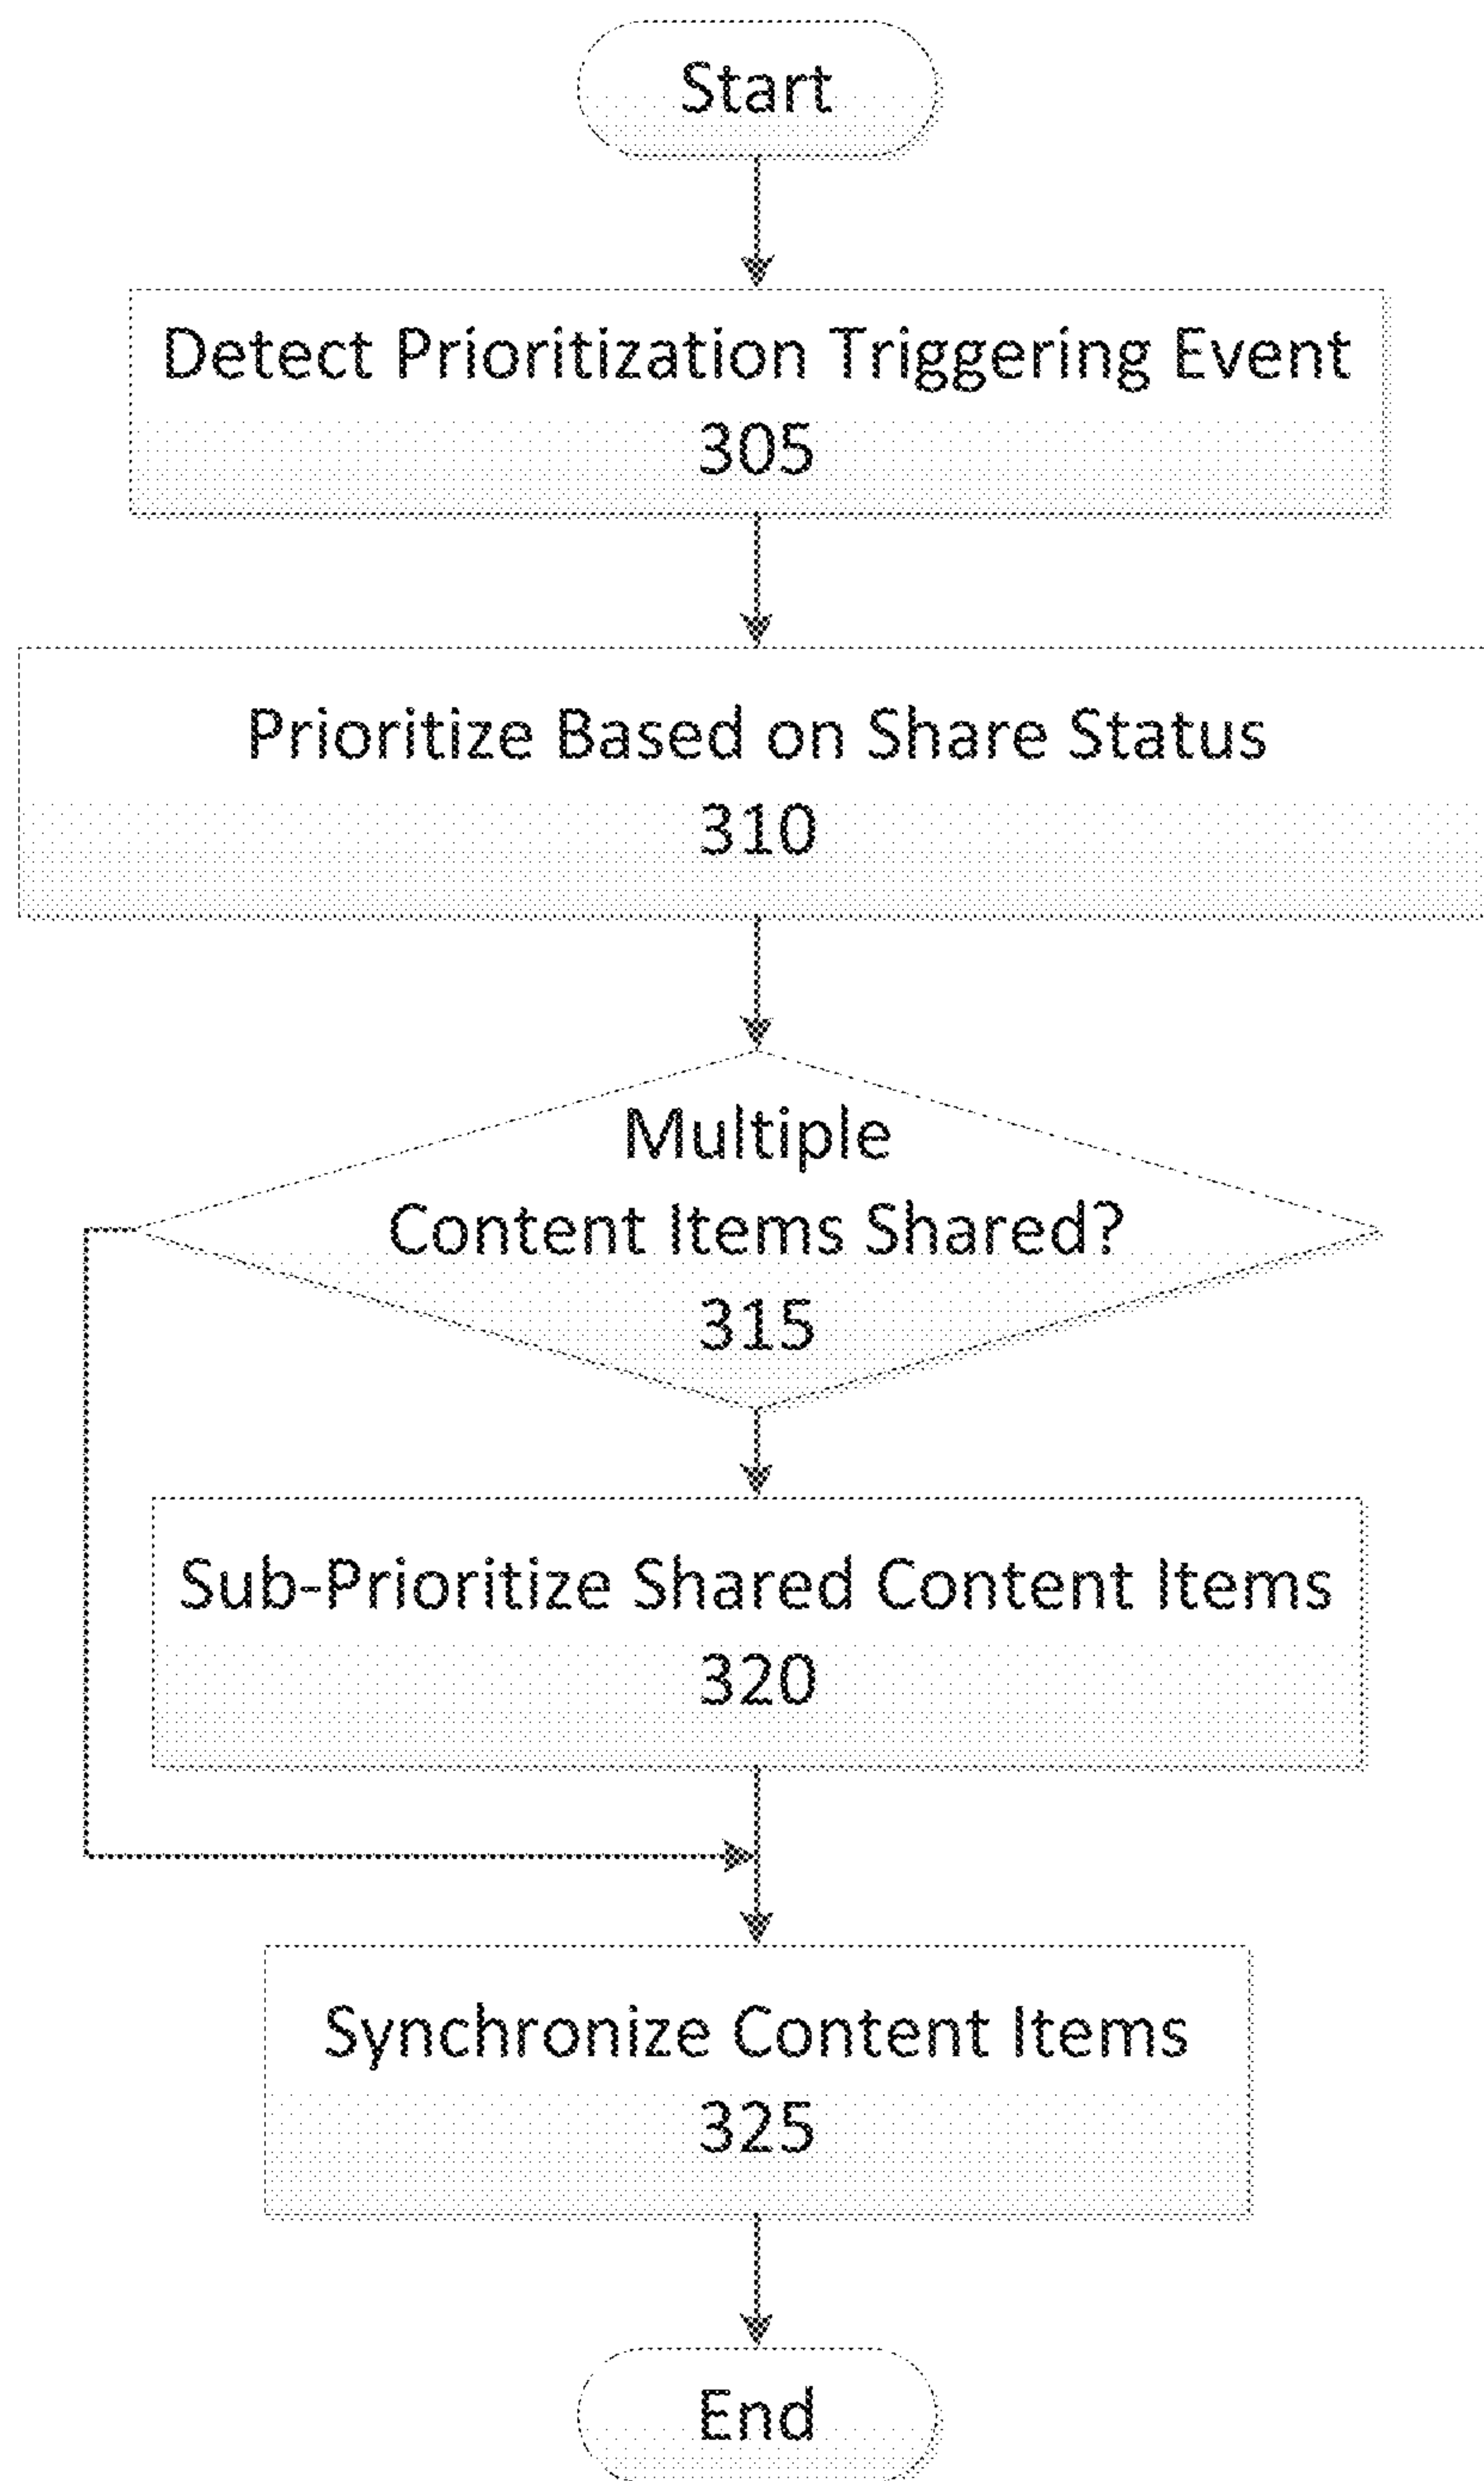 Start
Detect Prioritization Triggering Event
305
Prioritize Based on Share Status
310
Multiple
Content Items Shared?
315
Sub-Prioritize Shared Content Items
320
Synchronize Content Items
325
End